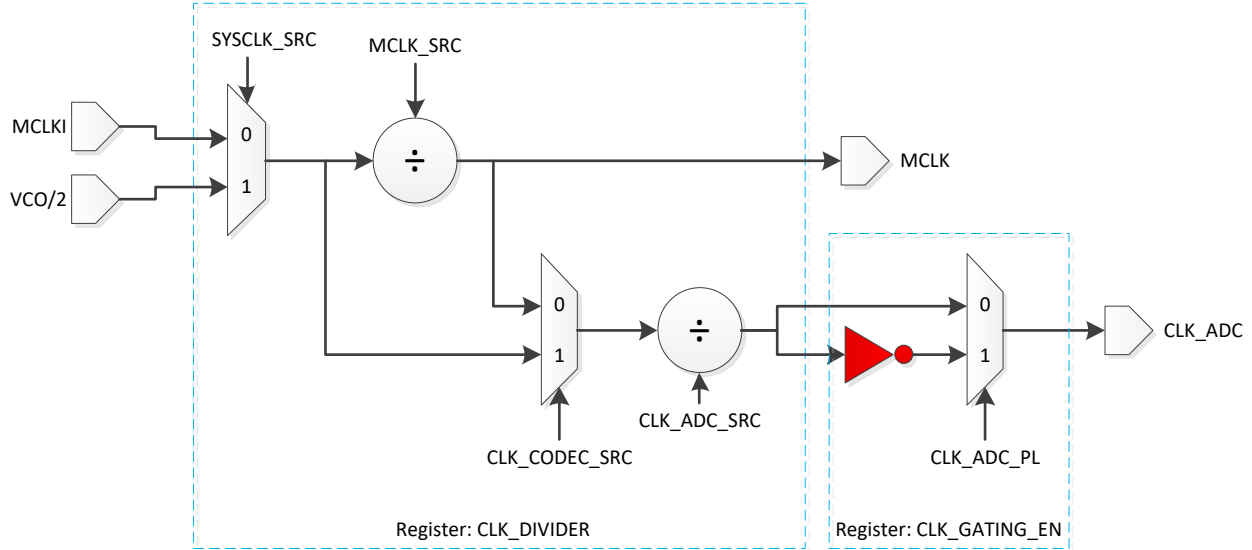 SYSCLK_SRC
MCLK_SRC
MCLKI
0
÷
MCLK
1
VCO/2
0
÷
0
CLK_ADC
1
1
CLK_ADC_SRC
CLK_CODEC_SRC
CLK_ADC_PL
Register: CLK_DIVIDER
Register: CLK_GATING_EN